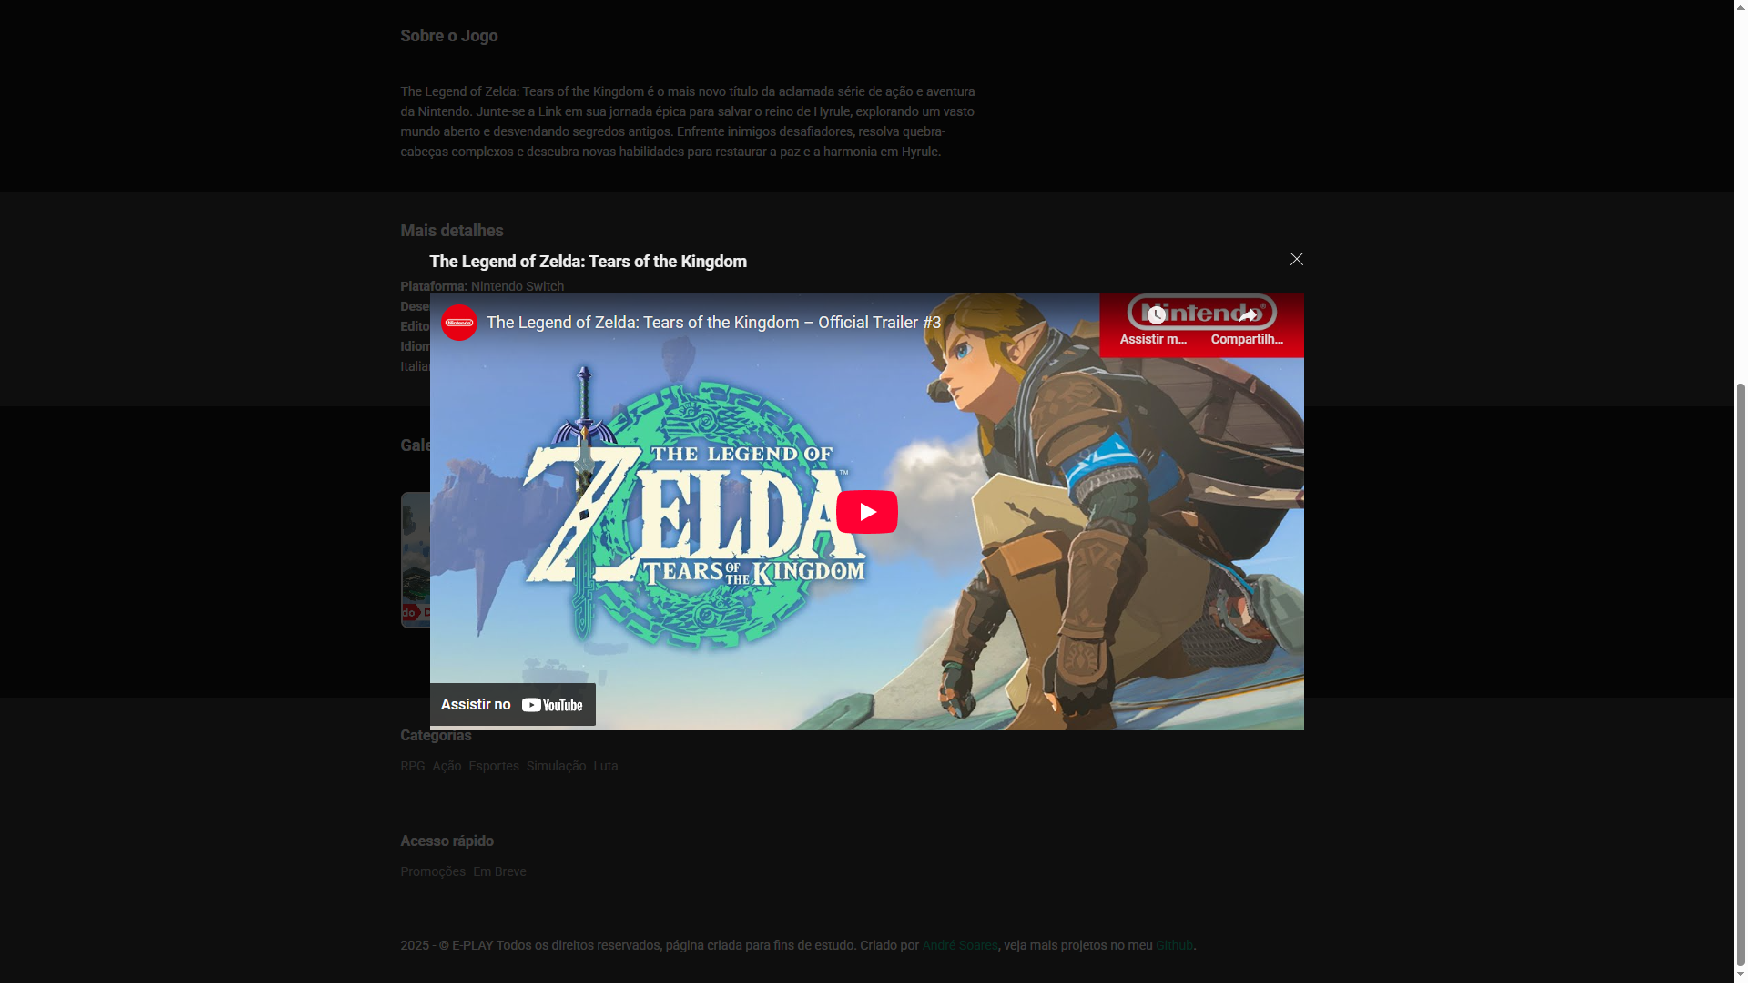 Sobre o Jogo
The Legend of Zelda: Tears of the Kingdom é o mais novo título da aclamada série de ação e aventura
da Nintendo. Junte-se a Link em sua jornada épica para salvar o reino de Hyrule, explorando um vasto
mundo aberto e desvendando segredos antigos. Enfrente inimigos desafiadores, resolva quebra-
cabeças complexos e descubra novas habilidades para restaurar a paz e a harmonia em Hyrule.
Mais detalhes
The Legend of Zelda: Tears of the Kingdom
Plataforma: Nintendo Switch
Dese
Edito
Idiom
Italia
Nintendo
The Legend of Zelda: Tears of the Kingdom – Official Trailer #3
Nintendo
Assistir m... Compartilh...
Gale
THE LEGEND OF
ZELDA
TM
TEARS OF THE KINGDOM
do D
Assistir no YouTube
Categorias
RPG Ação Esportes Simulação Luta
Acesso rápido
Promoções Em Breve
2025 - © E-PLAY Todos os direitos reservados, página criada para fins de estudo. Criado por André Soares, veja mais projetos no meu Github.